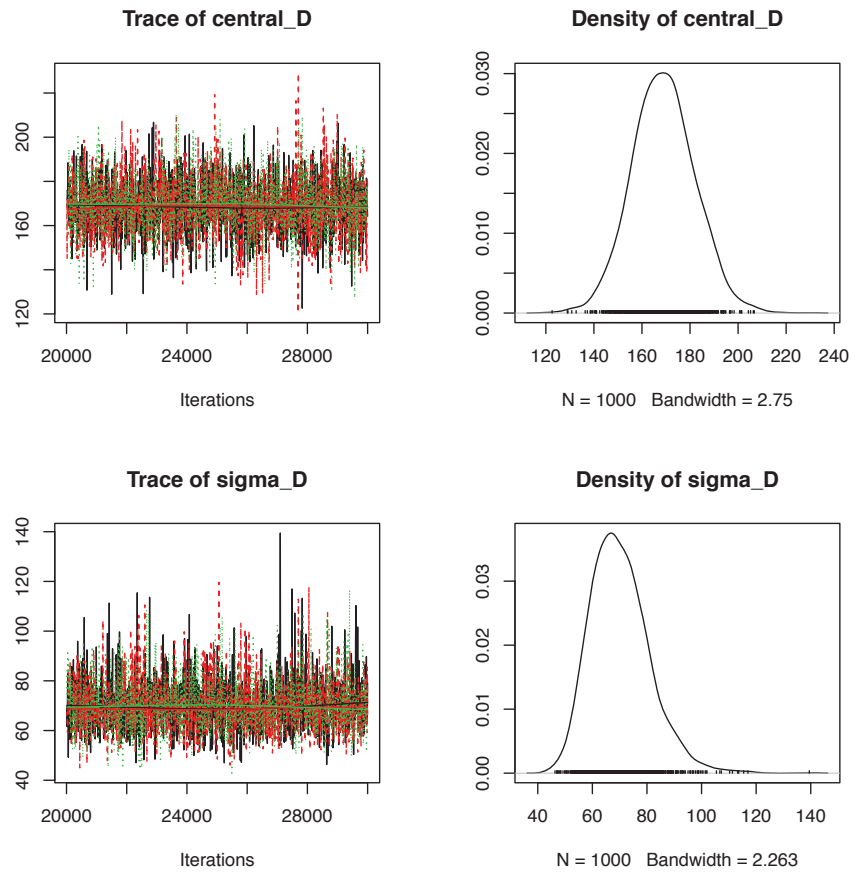 Trace of central_D
200
160
120
20000 24000 28000
Iterations
Density of central_D
0.030
0.020
0.010
0.000
120 140 160 180 200 220 240
N = 1000 Bandwidth = 2.75
Trace of sigma_D
140
120
100
80
60
40
20000 24000 28000
Iterations
Density of sigma_D
0.03
0.02
0.01
0.00
40 60 80 100 120 140
N = 1000 Bandwidth = 2.263